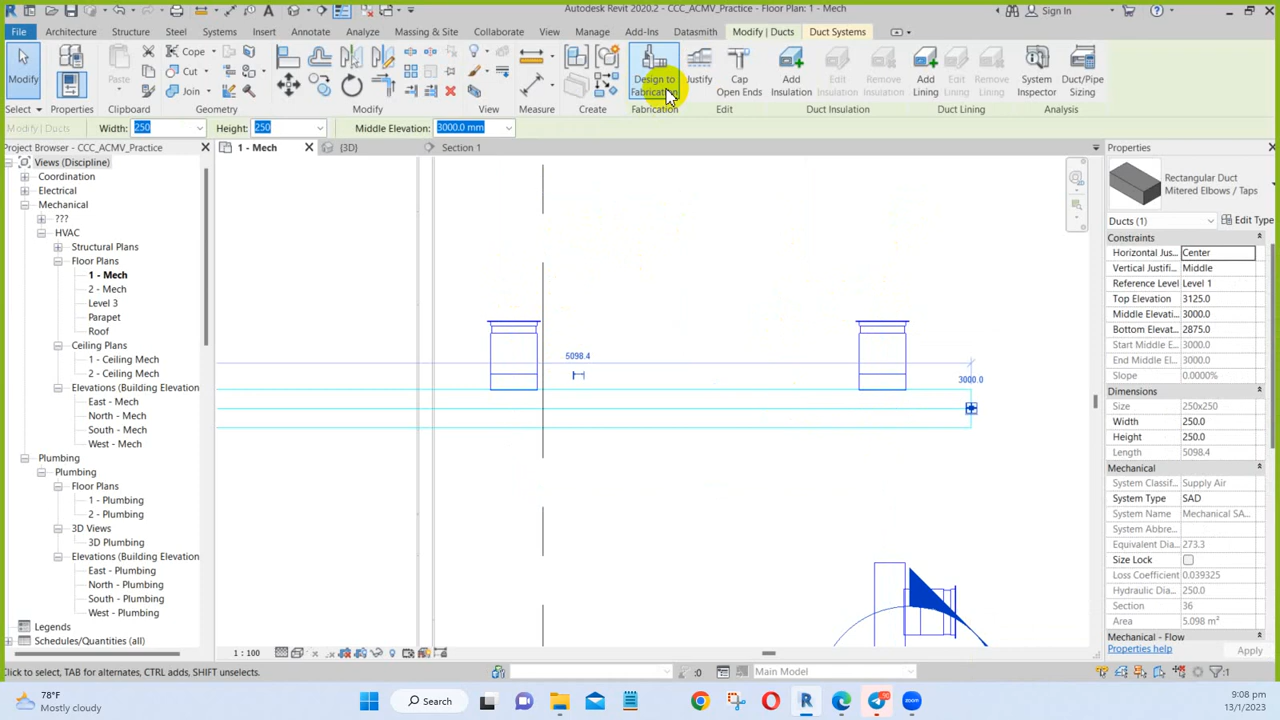 Autodesk Revit 2020.2 - CCC_ACMV_Practice - Floor Plan: 1 - Mech
Sign In
File Architecture Structure Steel Systems Insert Annotate Analyze Massing & Site Collaborate View Manage Add-Ins Datasmith Modify | Ducts Duct Systems
Modify Properties Paste Cope Cut Join Design to Fabrication Justify Cap Open Ends Add Insulation Edit Insulation Remove Insulation Add Lining Edit Lining Remove Lining System Inspector Duct/Pipe Sizing
Select Properties Clipboard Geometry Modify View Measure Create Fabrication Edit Duct Insulation Duct Lining Analysis
Modify | Ducts Width: 250 Height: 250 Middle Elevation: 3000.0 mm
Project Browser - CCC_ACMV_Practice
1 - Mech {3D} Section 1
Properties
Views (Discipline)
Coordination
Electrical
Mechanical
???
HVAC
Structural Plans
Floor Plans
1 - Mech
2 - Mech
Level 3
Parapet
Roof
Ceiling Plans
1 - Ceiling Mech
2 - Ceiling Mech
Elevations (Building Elevation
East - Mech
North - Mech
South - Mech
West - Mech
Plumbing
Plumbing
Floor Plans
1 - Plumbing
2 - Plumbing
3D Views
3D Plumbing
Elevations (Building Elevation
East - Plumbing
North - Plumbing
South - Plumbing
West - Plumbing
Legends
Schedules/Quantities (all)
5098.4
3000.0
Rectangular Duct
Mitered Elbows / Taps
Ducts (1) Edit Type
Constraints
Horizontal Jus... Center
Vertical Justifi... Middle
Reference Level Level 1
Top Elevation 3125.0
Middle Elevati... 3000.0
Bottom Elevat... 2875.0
Start Middle E... 3000.0
End Middle E... 3000.0
Slope 0.0000%
Dimensions
Size 250x250
Width 250.0
Height 250.0
Length 5098.4
Mechanical
System Classif... Supply Air
System Type SAD
System Name Mechanical SA...
System Abbre...
Equivalent Dia... 273.3
Size Lock
Loss Coefficient 0.039325
Hydraulic Dia... 250.0
Section 36
Area 5.098 m²
Mechanical - Flow
Properties help Apply
1 : 100
Click to select, TAB for alternates, CTRL adds, SHIFT unselects.
:0 Main Model :1
78°F
Mostly cloudy
Search
9:08 pm
13/1/2023